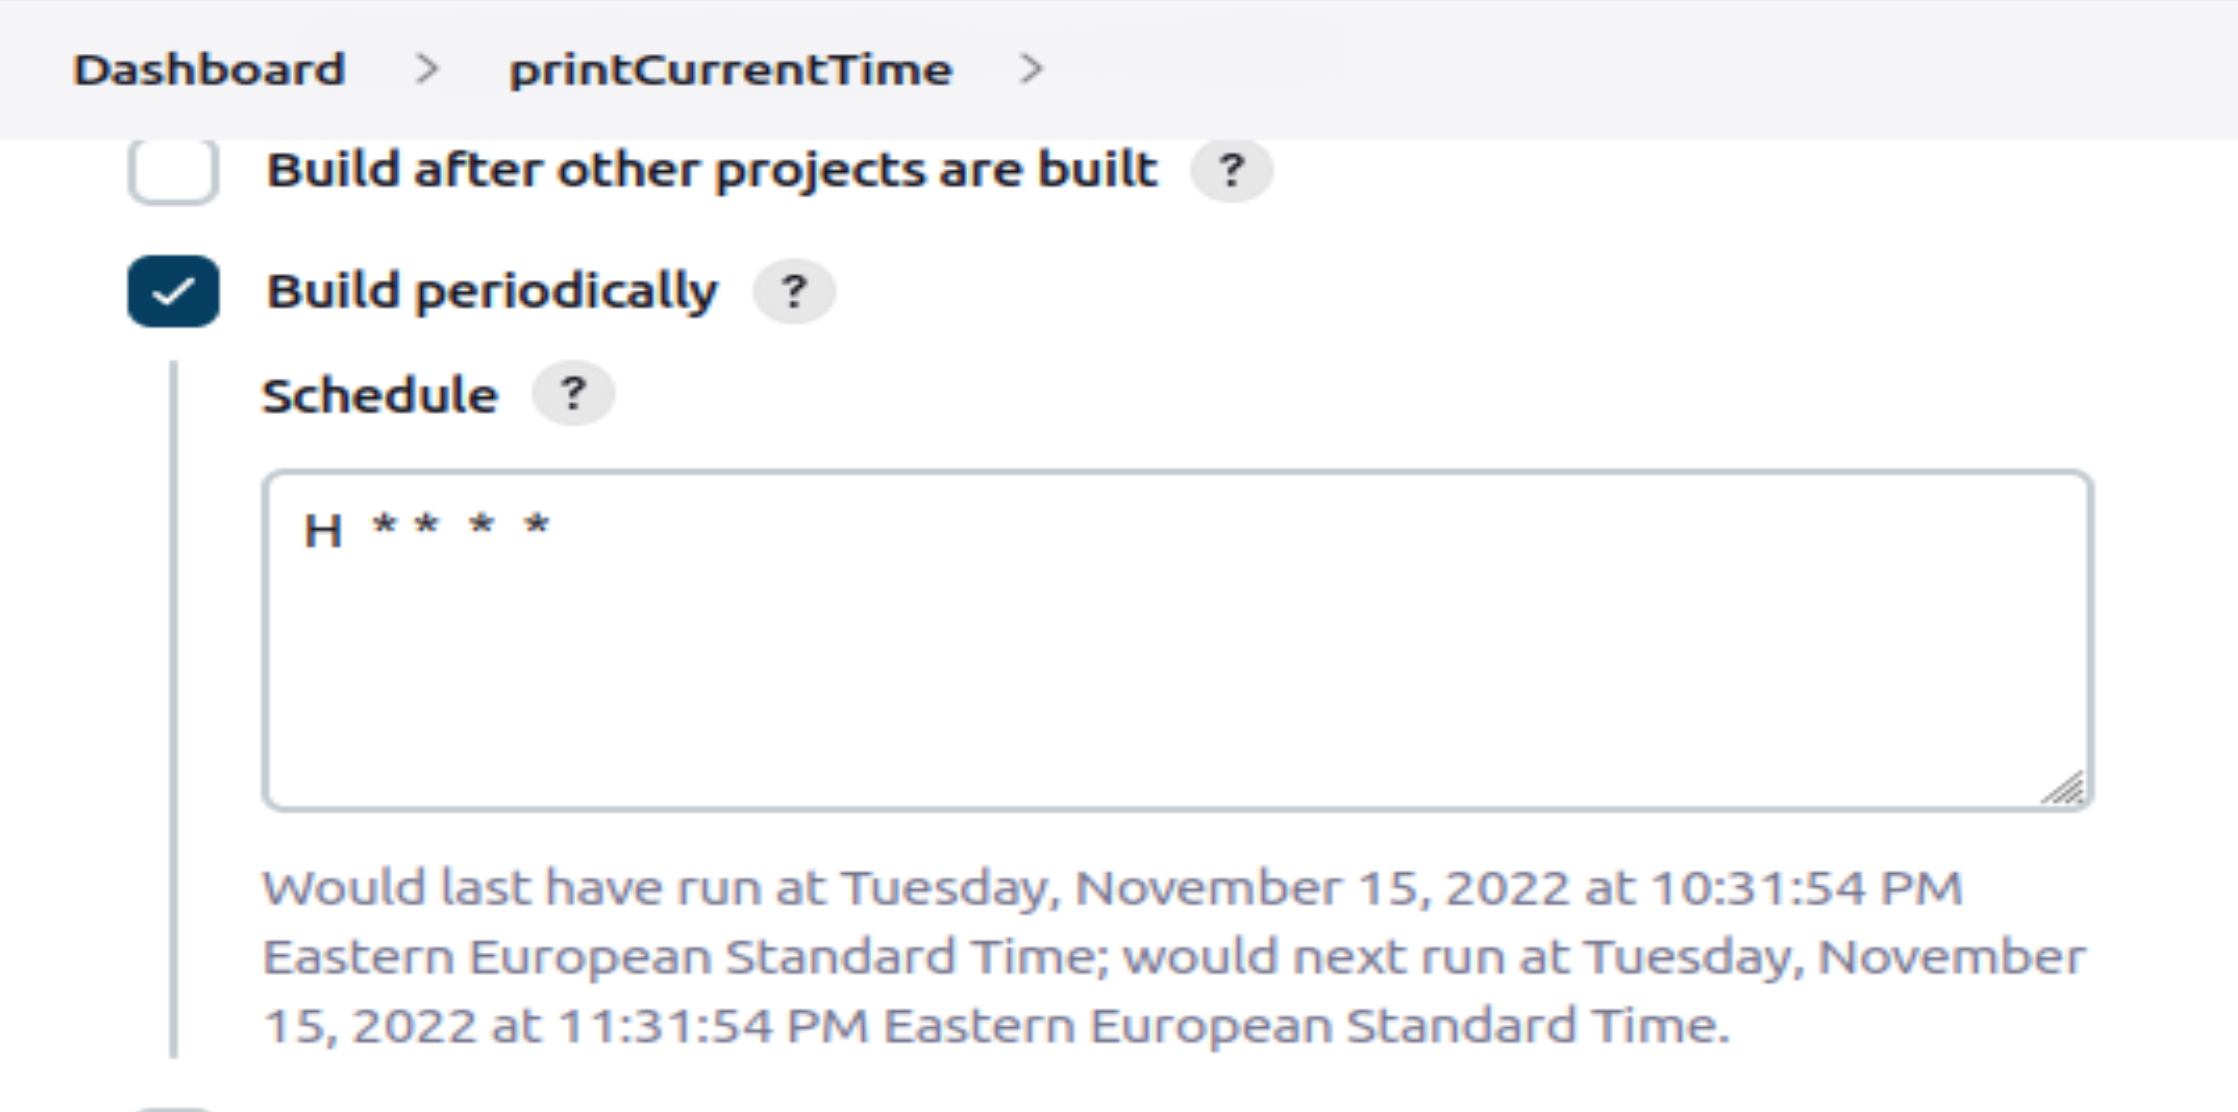 Dashboard > printCurrentTime >
Build after other projects are built ?
Build periodically ?
Schedule ?
H * * * *
Would last have run at Tuesday, November 15, 2022 at 10:31:54 PM
Eastern European Standard Time; would next run at Tuesday, November
15, 2022 at 11:31:54 PM Eastern European Standard Time.